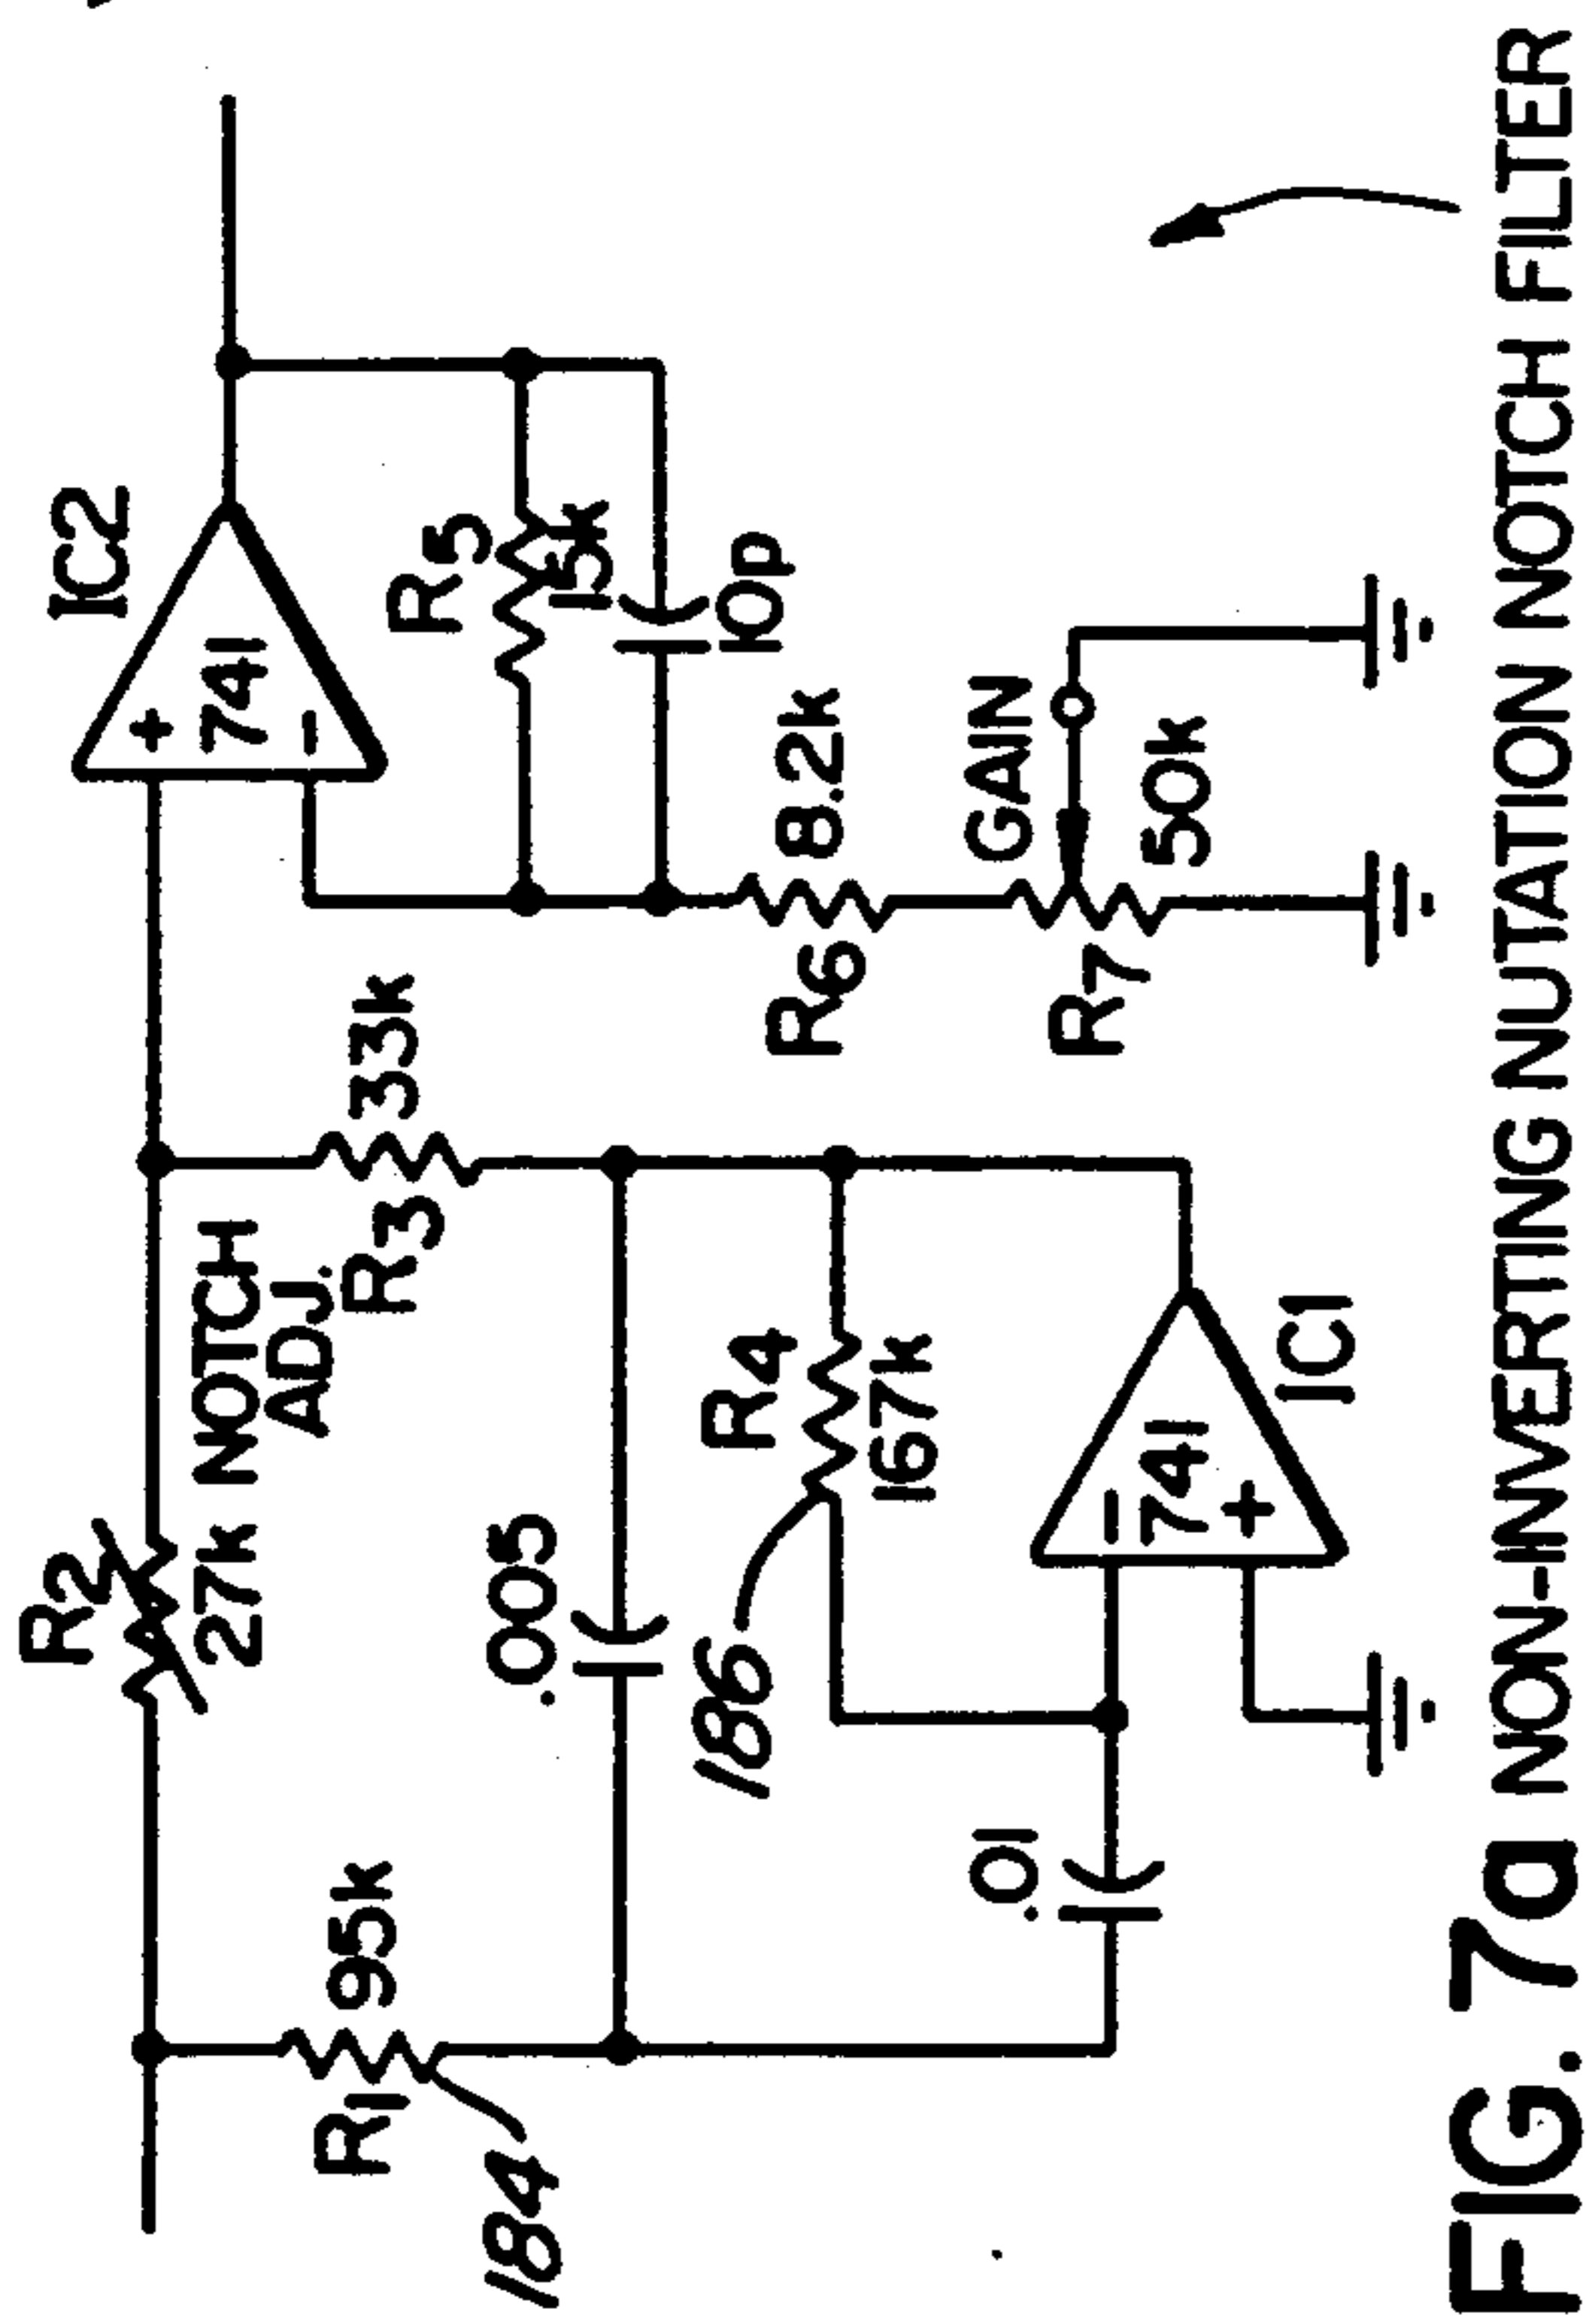 IC2
R2
741
+
−
27K
NOTCH
ADJ.
R1
95k
R3
33k
R5
15k
184
.005
10p
186
R4
167k
R6
8.2k
.01
GAIN
R7
50k
741
−
+
IC1
FIG. 7a NON-INVERTING NUTATION NOTCH FILTER